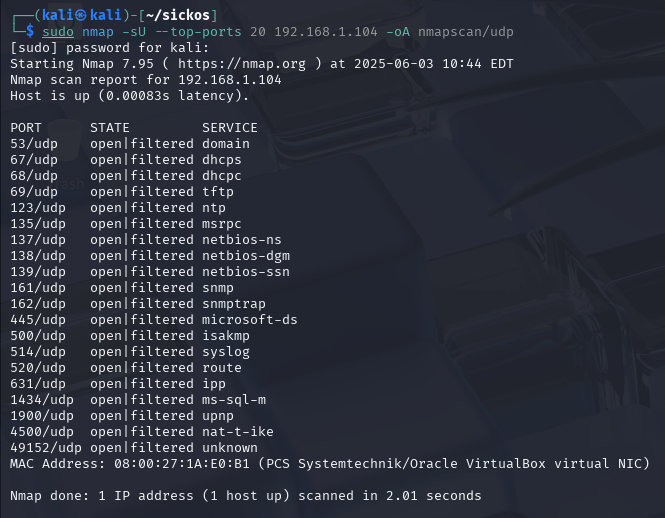 ┌──(kali㉿kali)-[~/sickos]
└─$ sudo nmap -sU --top-ports 20 192.168.1.104 -oA nmapscan/udp
[sudo] password for kali:
Starting Nmap 7.95 ( https://nmap.org ) at 2025-06-03 10:44 EDT
Nmap scan report for 192.168.1.104
Host is up (0.00083s latency).

PORT      STATE         SERVICE
53/udp    open|filtered domain
67/udp    open|filtered dhcps
68/udp    open|filtered dhcpc
69/udp    open|filtered tftp
123/udp   open|filtered ntp
135/udp   open|filtered msrpc
137/udp   open|filtered netbios-ns
138/udp   open|filtered netbios-dgm
139/udp   open|filtered netbios-ssn
161/udp   open|filtered snmp
162/udp   open|filtered snmptrap
445/udp   open|filtered microsoft-ds
500/udp   open|filtered isakmp
514/udp   open|filtered syslog
520/udp   open|filtered route
631/udp   open|filtered ipp
1434/udp  open|filtered ms-sql-m
1900/udp  open|filtered upnp
4500/udp  open|filtered nat-t-ike
49152/udp open|filtered unknown
MAC Address: 08:00:27:1A:E0:B1 (PCS Systemtechnik/Oracle VirtualBox virtual NIC)

Nmap done: 1 IP address (1 host up) scanned in 2.01 seconds